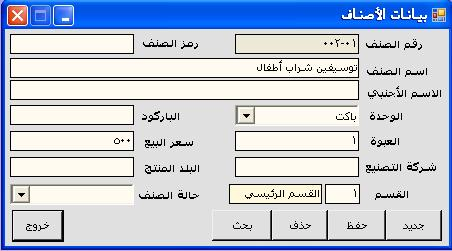 بيانات الأصناف
رقم الصنف ٠٠٢-٠١ رمز الصنف
اسم الصنف توسيفين شراب أطفال
الاسم الأجنبي
الوحدة باكت الباركود
العبوة ١ سعر البيع ٥٠٠
شركة التصنيع البلد المنتج
القسم ١ القسم الرئيسي حالة الصنف
جديد حفظ حذف بحث خروج